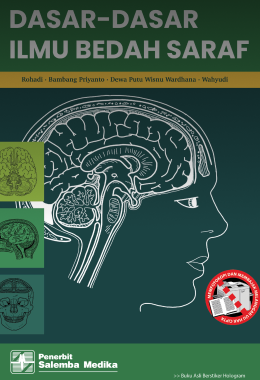 DASAR-DASAR
ILMU BEDAH SARAF
Rohadi - Bambang Priyanto - Dewa Putu Wisnu Wardhana - Wahyudi
Penerbit
Salemba Medika
>> Buku Asli Berstiker Hologram